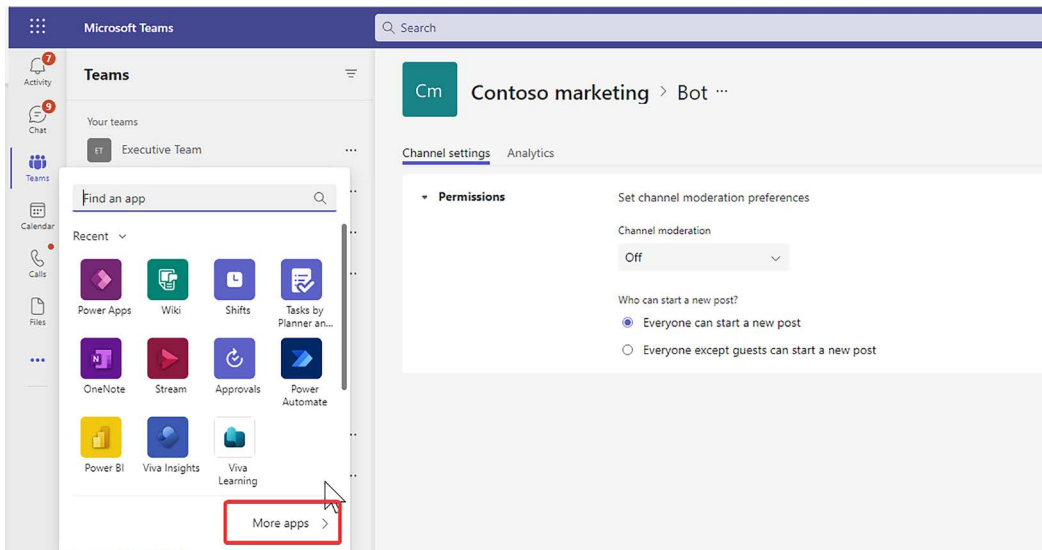 Microsoft Teams
Search
7
Activity
9
Chat
Teams
Calendar
Calls
Files
Teams
Your teams
ET
Executive Team
Find an app
Recent
Power Apps
Wiki
Shifts
Tasks by
Planner an...
OneNote
Stream
Approvals
Power
Automate
Power BI
Viva Insights
Viva
Learning
More apps
Cm
Contoso marketing > Bot ...
Channel settings
Analytics
Permissions
Set channel moderation preferences
Channel moderation
Off
Who can start a new post?
Everyone can start a new post
Everyone except guests can start a new post